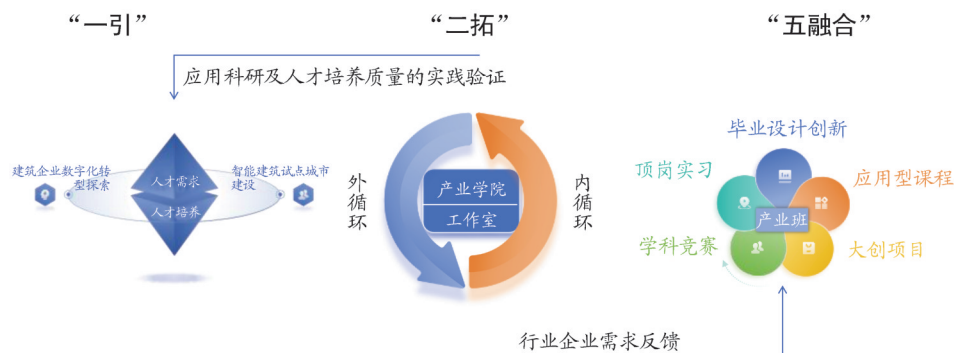 “一引”
“二拓”
“五融合”
应用科研及人才培养质量的实践验证
建筑企业数字化转
型探索
人才需求
人才培养
智能建筑试点城市
建设
外循环
产业学院
工作室
内循环
毕业设计创新
顶岗实习
应用型课程
产业班
学科竞赛
大创项目
行业企业需求反馈